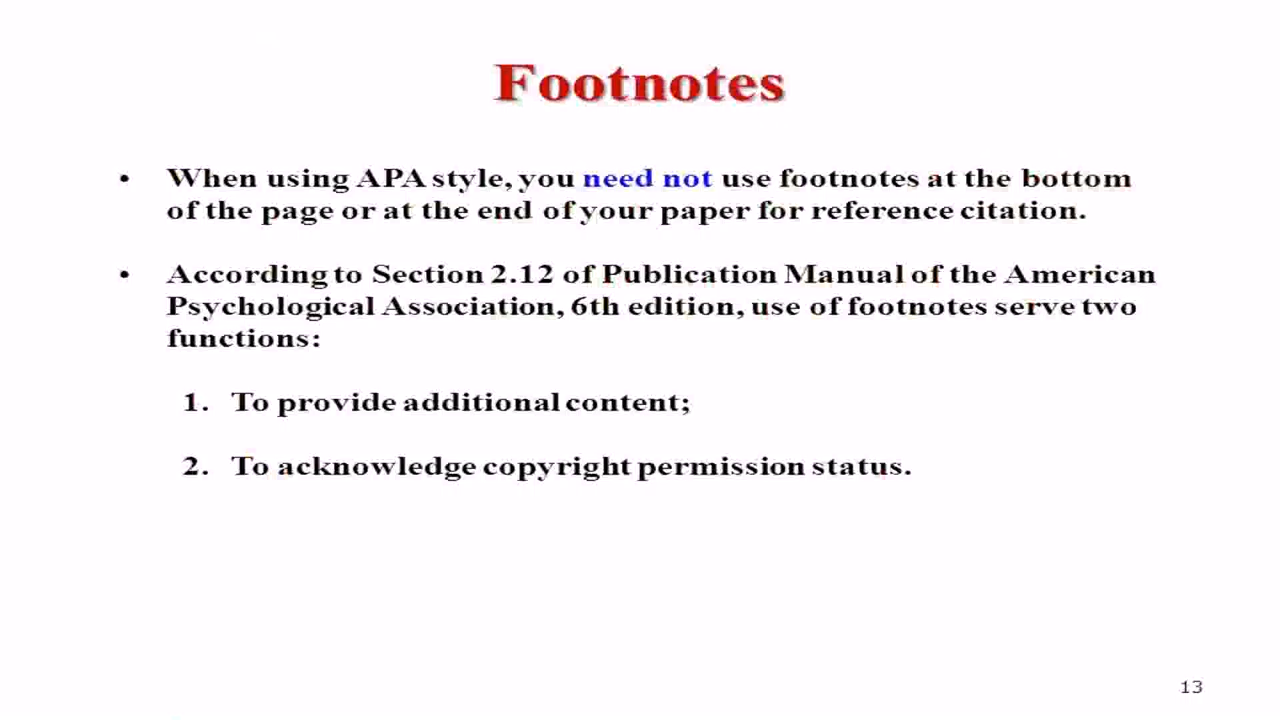 Footnotes
• When using APA style, you need not use footnotes at the bottom
of the page or at the end of your paper for reference citation.
• According to Section 2.12 of Publication Manual of the American
Psychological Association, 6th edition, use of footnotes serve two
functions:
1. To provide additional content;
2. To acknowledge copyright permission status.
13